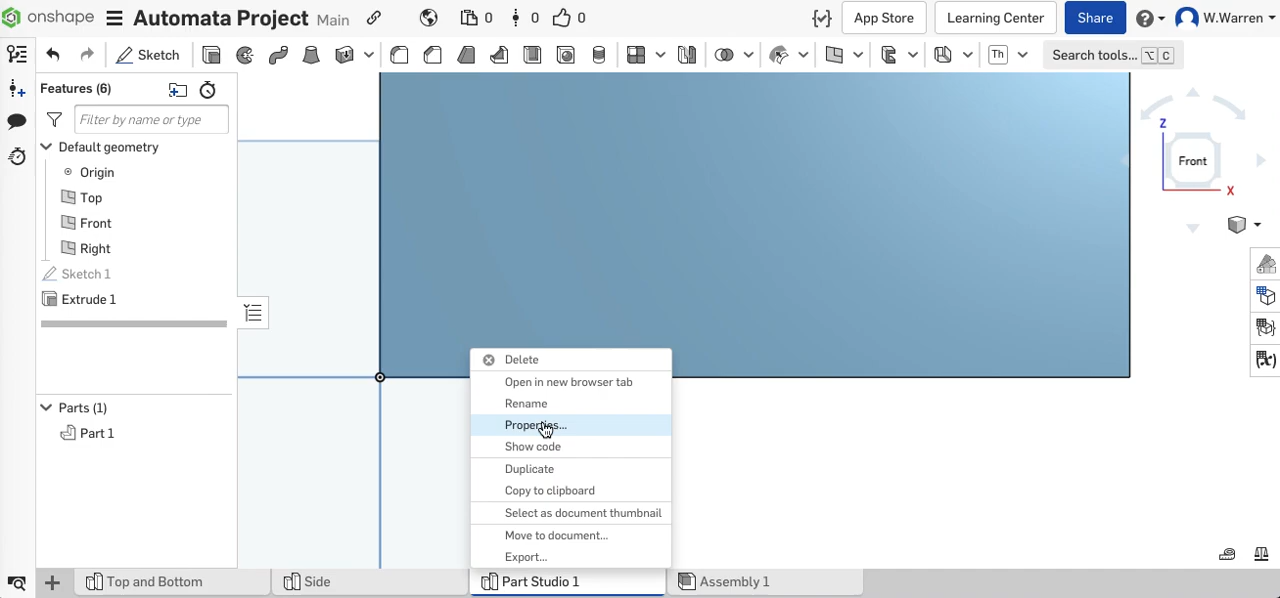 onshape Automata Project Main 0 0 0 App Store Learning Center Share W.Warren
Sketch Th Search tools... ⌥ C
Features (6)
Filter by name or type
Default geometry
Origin
Top
Front
Right
Sketch 1
Extrude 1
Parts (1)
Part 1
Z
Front
X
(x)
Delete
Open in new browser tab
Rename
Properties...
Show code
Duplicate
Copy to clipboard
Select as document thumbnail
Move to document...
Export...
Top and Bottom Side Part Studio 1 Assembly 1